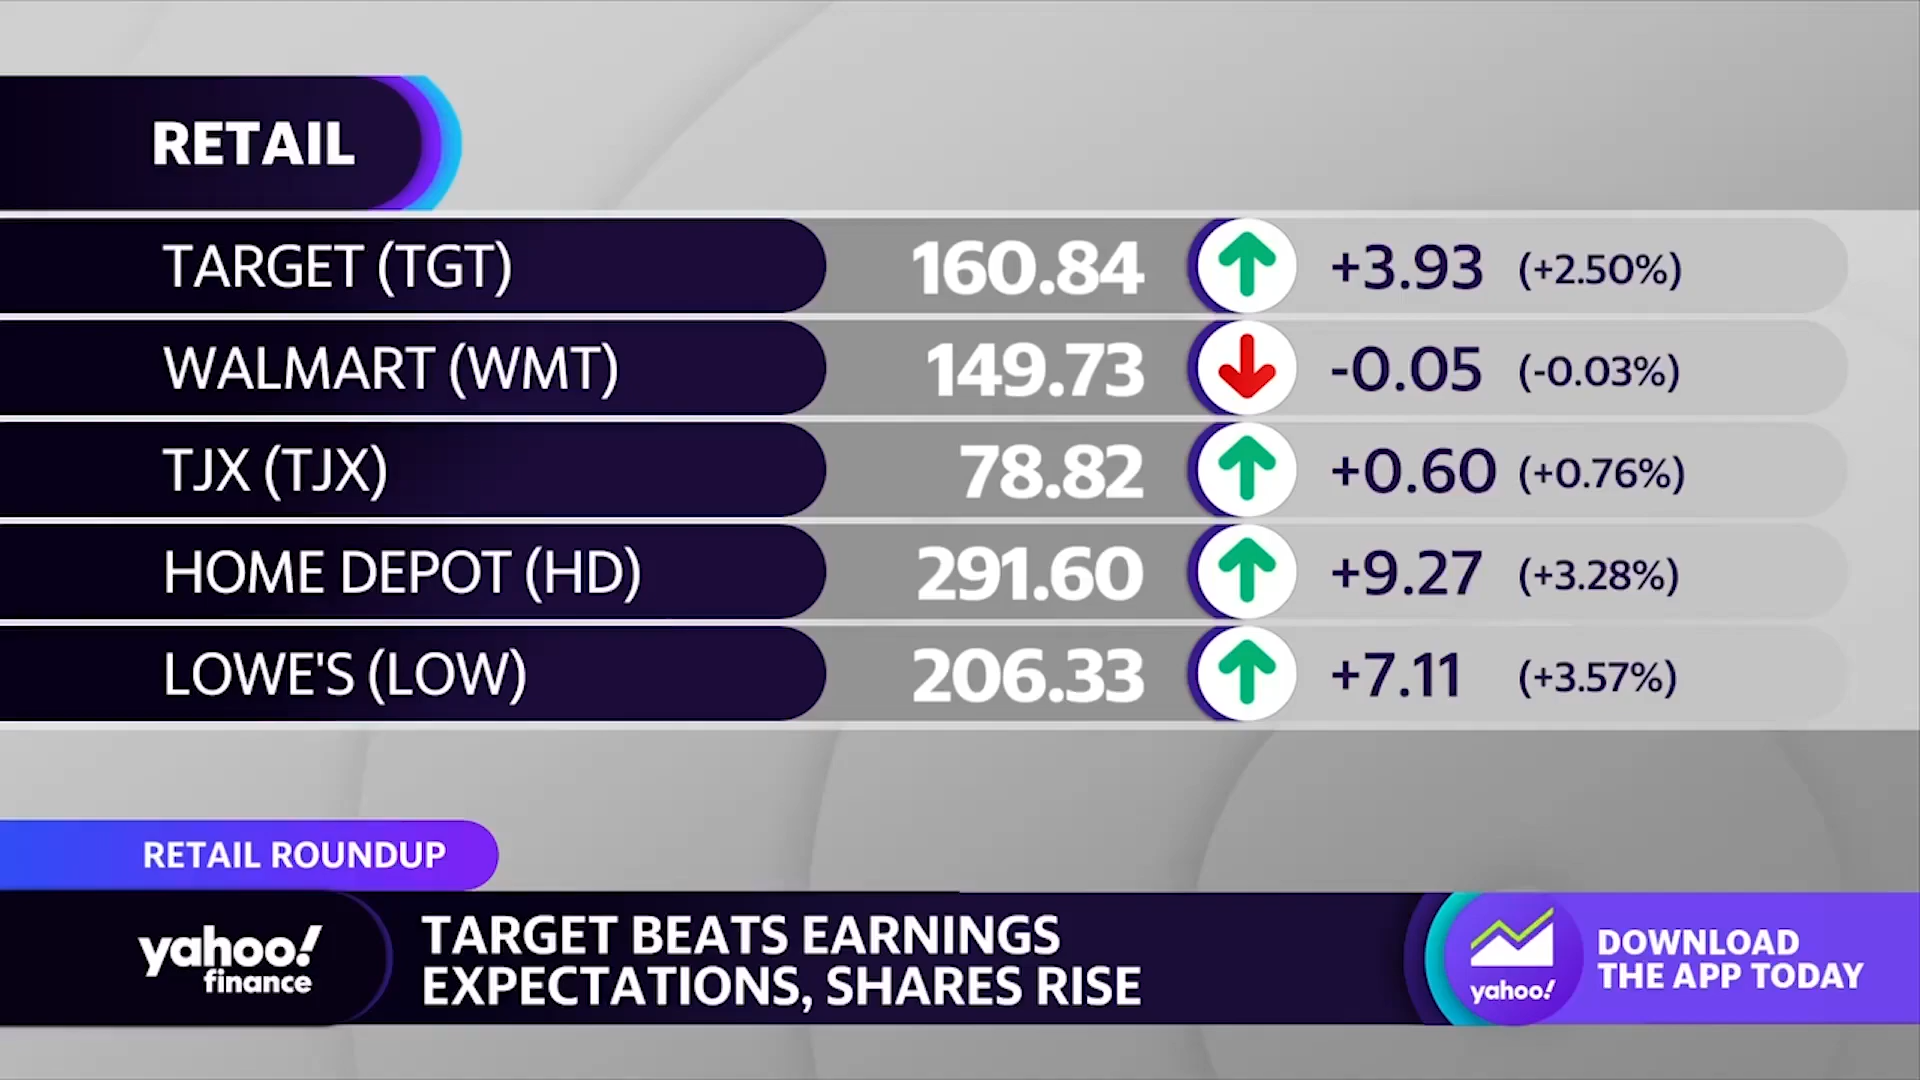 RETAIL
TARGET (TGT) 160.84 +3.93 (+2.50%)
WALMART (WMT) 149.73 -0.05 (-0.03%)
TJX (TJX) 78.82 +0.60 (+0.76%)
HOME DEPOT (HD) 291.60 +9.27 (+3.28%)
LOWE'S (LOW) 206.33 +7.11 (+3.57%)
RETAIL ROUNDUP
yahoo!
finance
TARGET BEATS EARNINGS
EXPECTATIONS, SHARES RISE
yahoo!
DOWNLOAD
THE APP TODAY